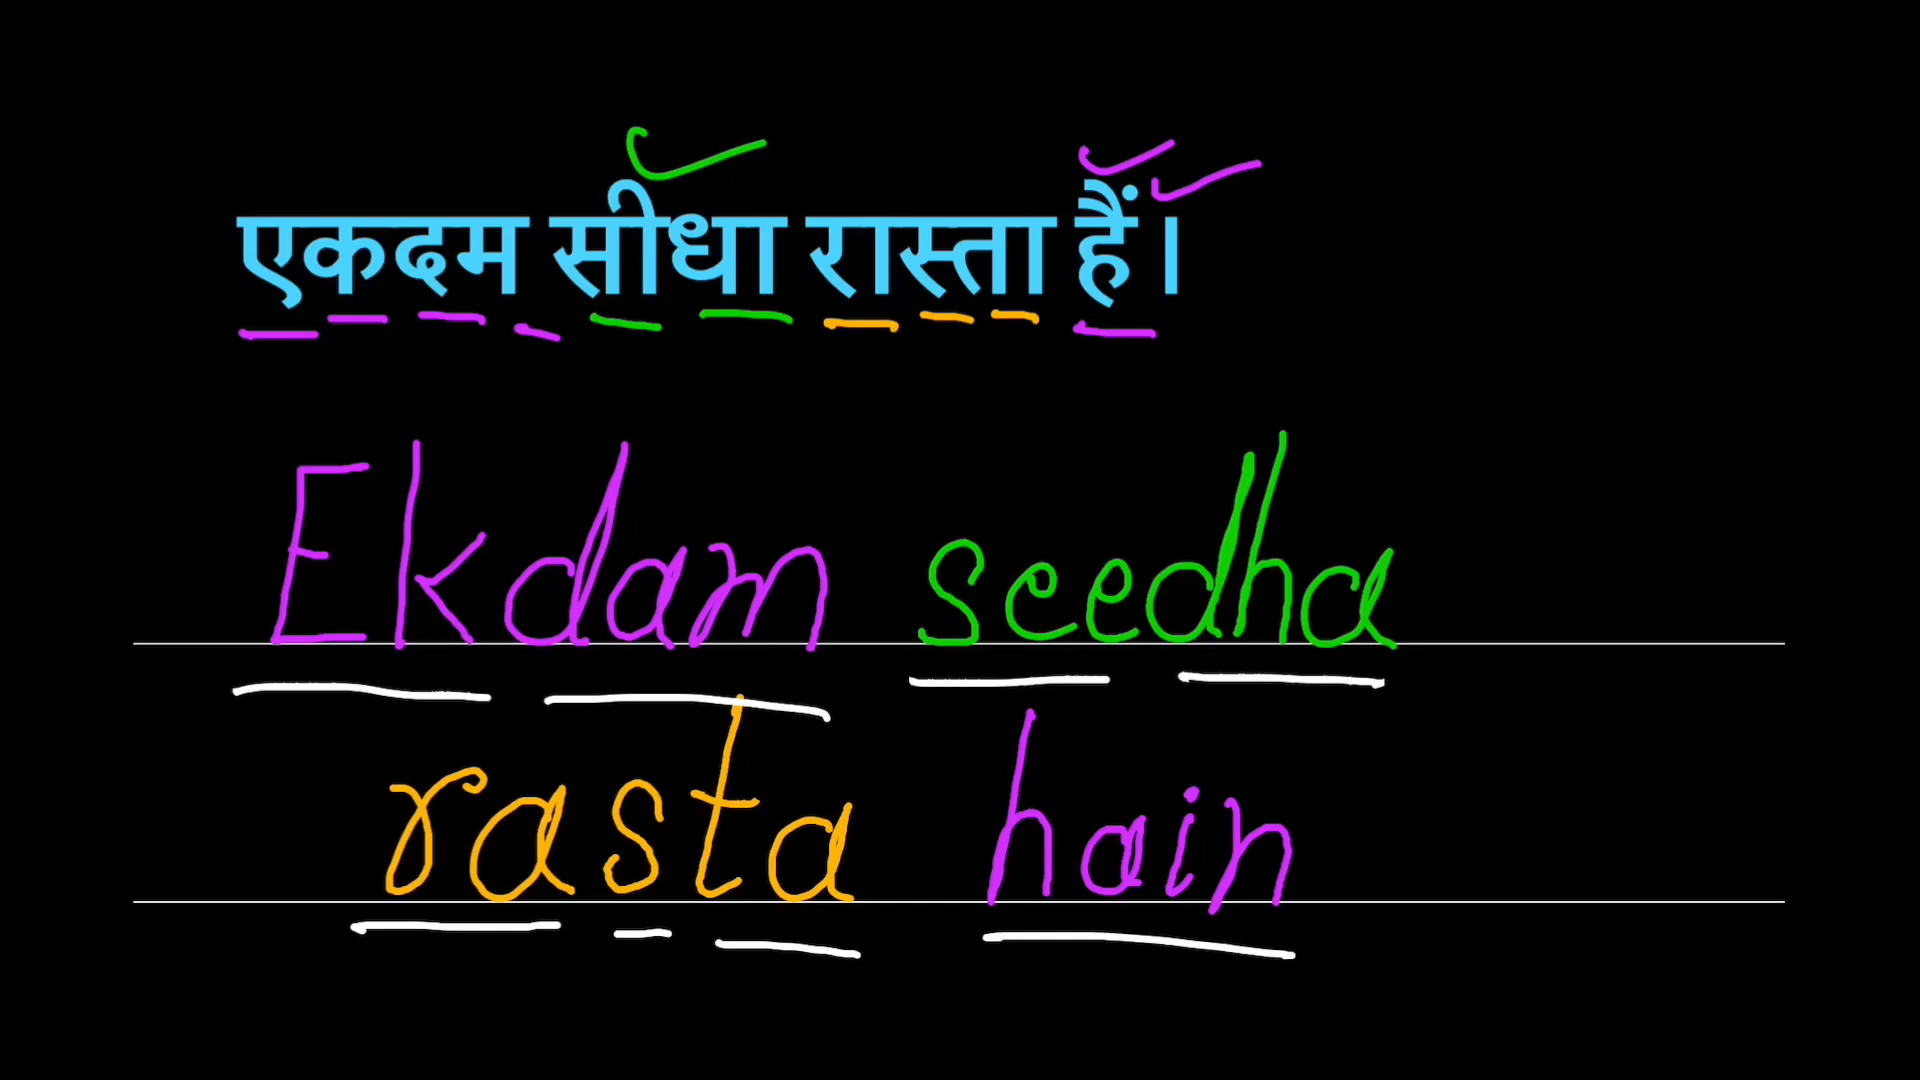 एकदम सीधा रास्ता हैं।
Ekdam seedha
rasta hain